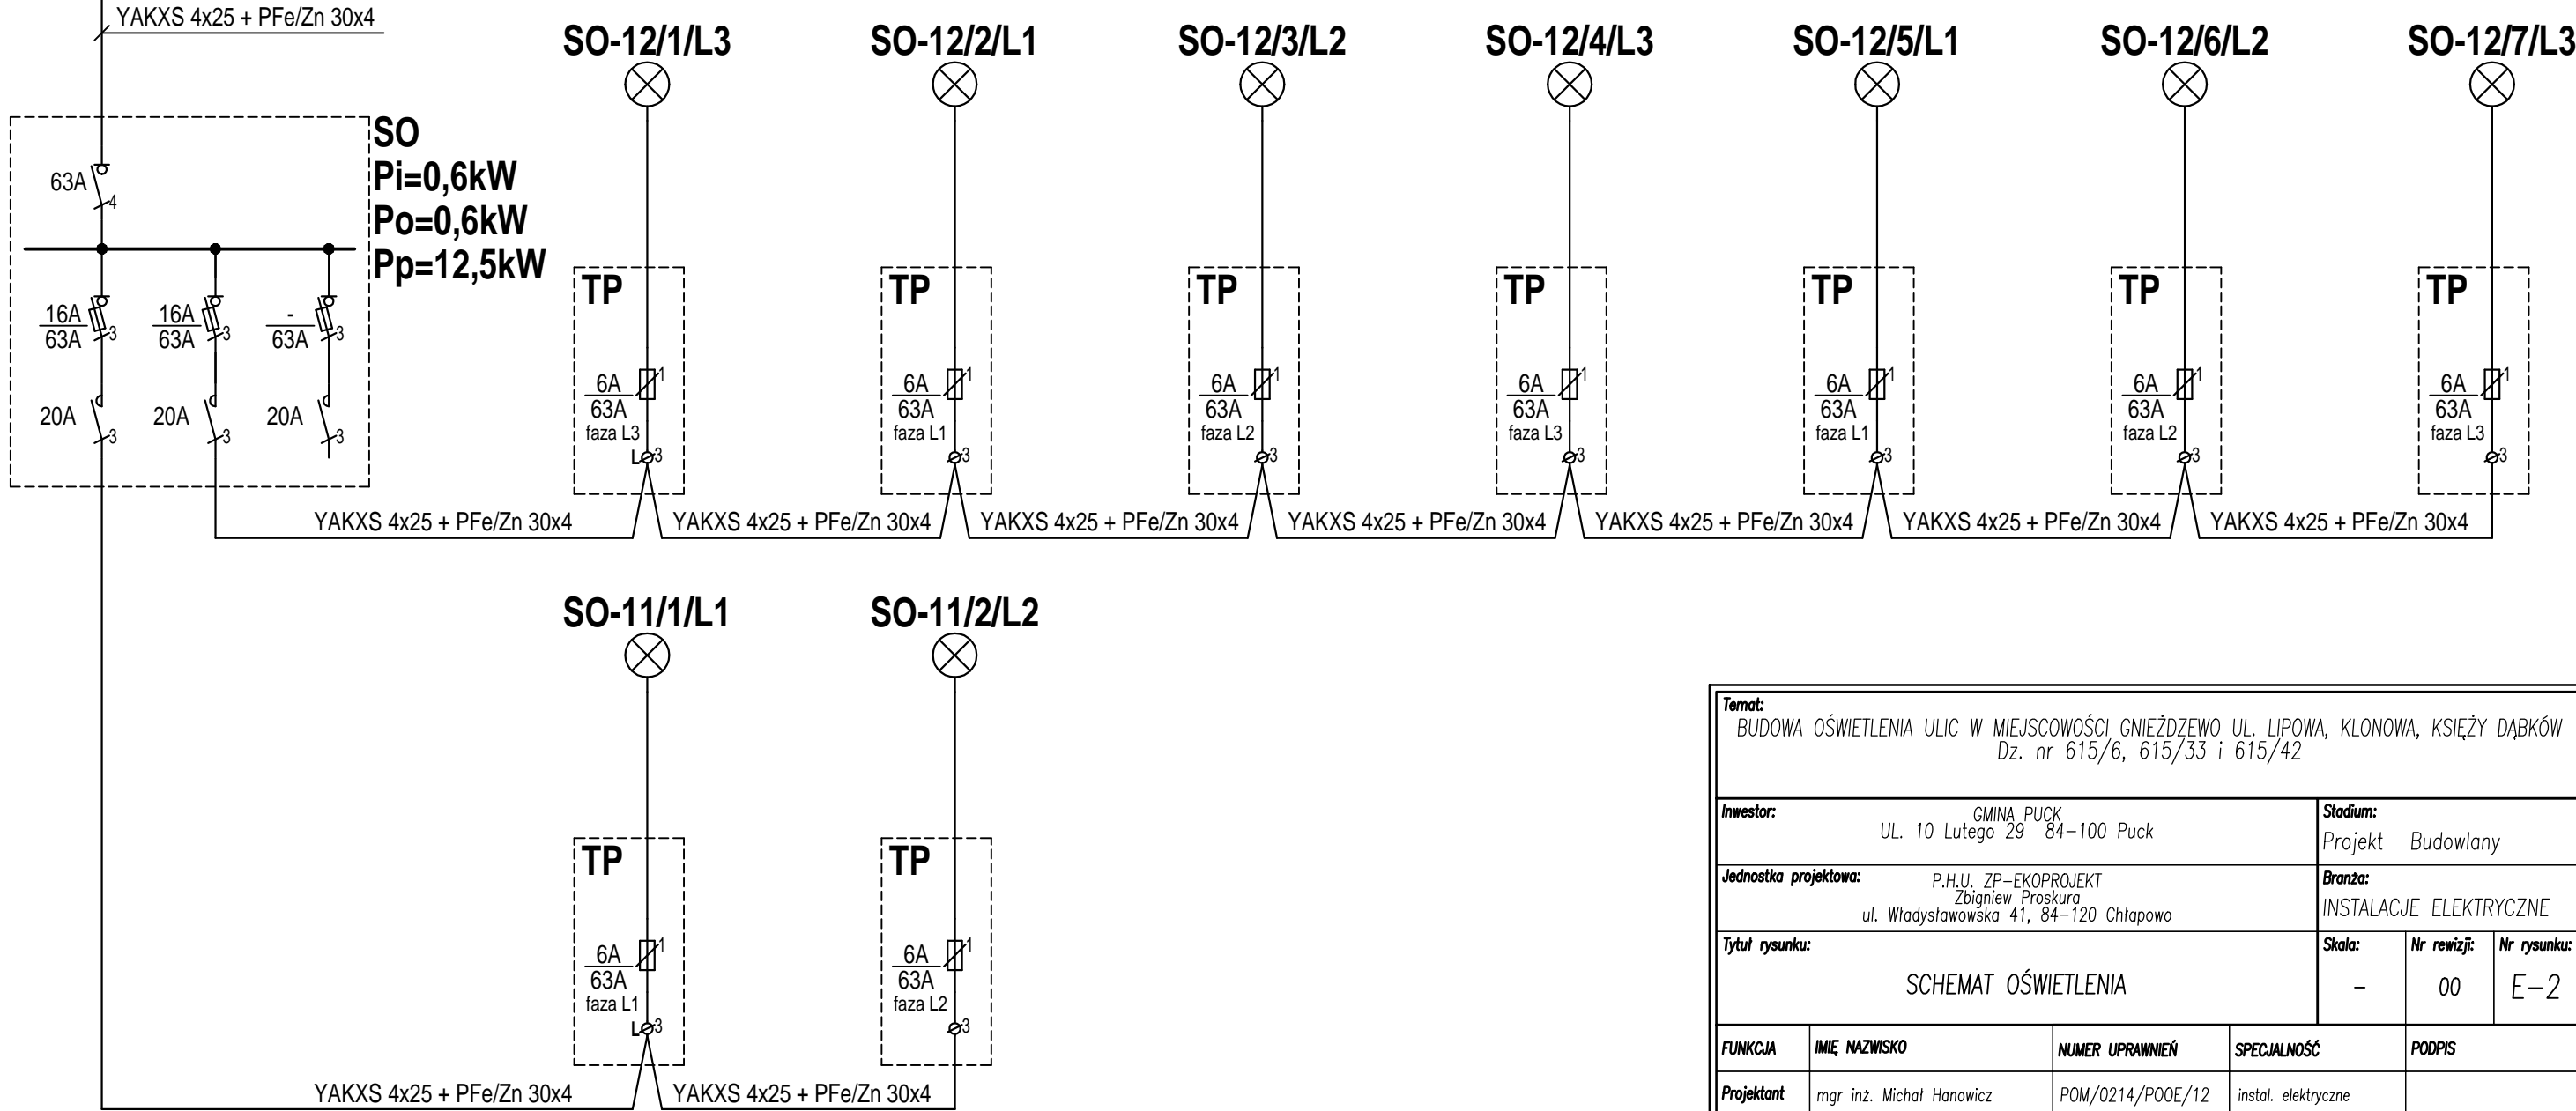 YAKXS 4x25 + PFe/Zn 30x4
SO-12/1/L3
SO-12/2/L1
SO-12/3/L2
SO-12/4/L3
SO-12/5/L1
SO-12/6/L2
SO-12/7/L3
SO
Pi=0,6kW
Po=0,6kW
Pp=12,5kW
63A
4
16A
63A
3
16A
63A
3
-
63A
3
20A
3
20A
3
20A
3
TP
6A
63A
1
faza L3
L
3
TP
6A
63A
1
faza L1
3
TP
6A
63A
1
faza L2
3
TP
6A
63A
1
faza L3
3
TP
6A
63A
1
faza L1
3
TP
6A
63A
1
faza L2
3
TP
6A
63A
1
faza L3
3
YAKXS 4x25 + PFe/Zn 30x4
YAKXS 4x25 + PFe/Zn 30x4
YAKXS 4x25 + PFe/Zn 30x4
YAKXS 4x25 + PFe/Zn 30x4
YAKXS 4x25 + PFe/Zn 30x4
YAKXS 4x25 + PFe/Zn 30x4
YAKXS 4x25 + PFe/Zn 30x4
SO-11/1/L1
SO-11/2/L2
TP
6A
63A
1
faza L1
L
3
TP
6A
63A
1
faza L2
3
YAKXS 4x25 + PFe/Zn 30x4
YAKXS 4x25 + PFe/Zn 30x4
Temat:
BUDOWA OŚWIETLENIA ULIC W MIEJSCOWOŚCI GNIEŻDZEWO UL. LIPOWA, KLONOWA, KSIĘŻY DĄBKÓW
Dz. nr 615/6, 615/33 i 615/42
Inwestor:
GMINA PUCK
UL. 10 Lutego 29 84-100 Puck
Stadium:
Projekt Budowlany
Jednostka projektowa:
P.H.U. ZP-EKOPROJEKT
Zbigniew Proskura
ul. Władysławowska 41, 84-120 Chłapowo
Branża:
INSTALACJE ELEKTRYCZNE
Tytuł rysunku:
SCHEMAT OŚWIETLENIA
Skala:
-
Nr rewizji:
00
Nr rysunku:
E-2
FUNKCJA IMIĘ NAZWISKO NUMER UPRAWNIEŃ SPECJALNOŚĆ PODPIS
Projektant mgr inż. Michał Hanowicz POM/0214/POOE/12 instal. elektryczne